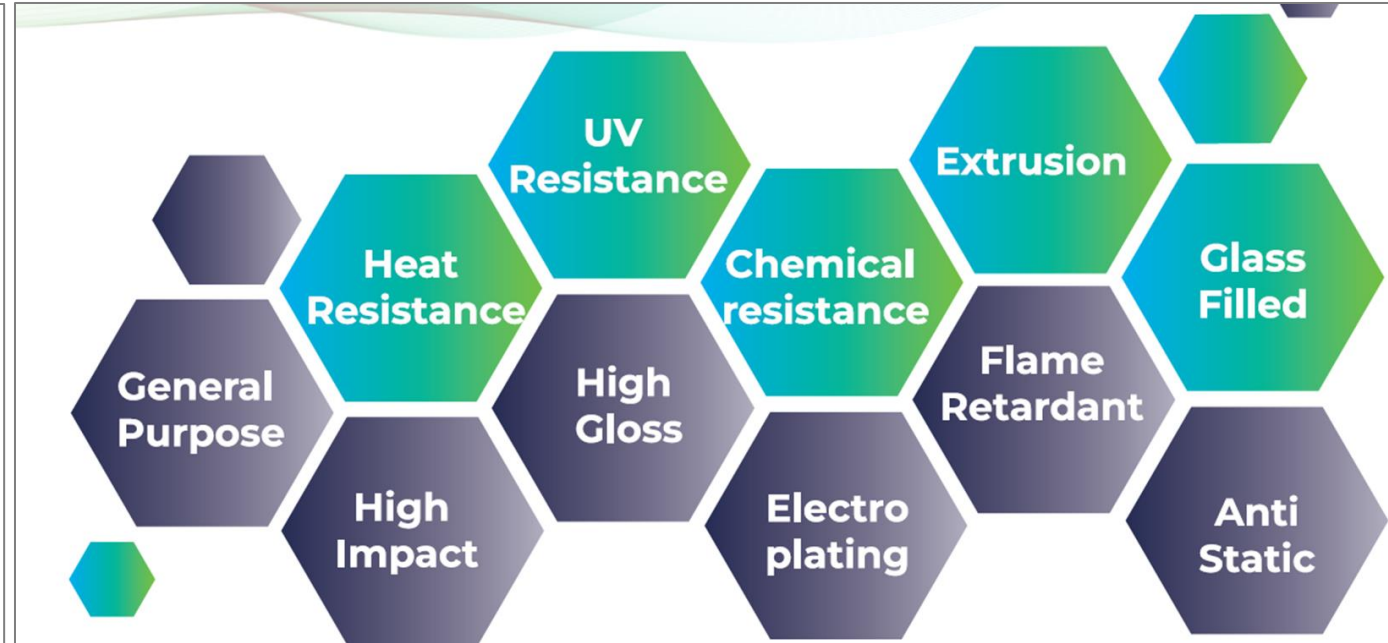 UV
Resistance
Extrusion
Heat
Resistance
Chemical
resistance
Glass
Filled
General
Purpose
High
Gloss
Flame
Retardant
High
Impact
Electro
plating
Anti
Static